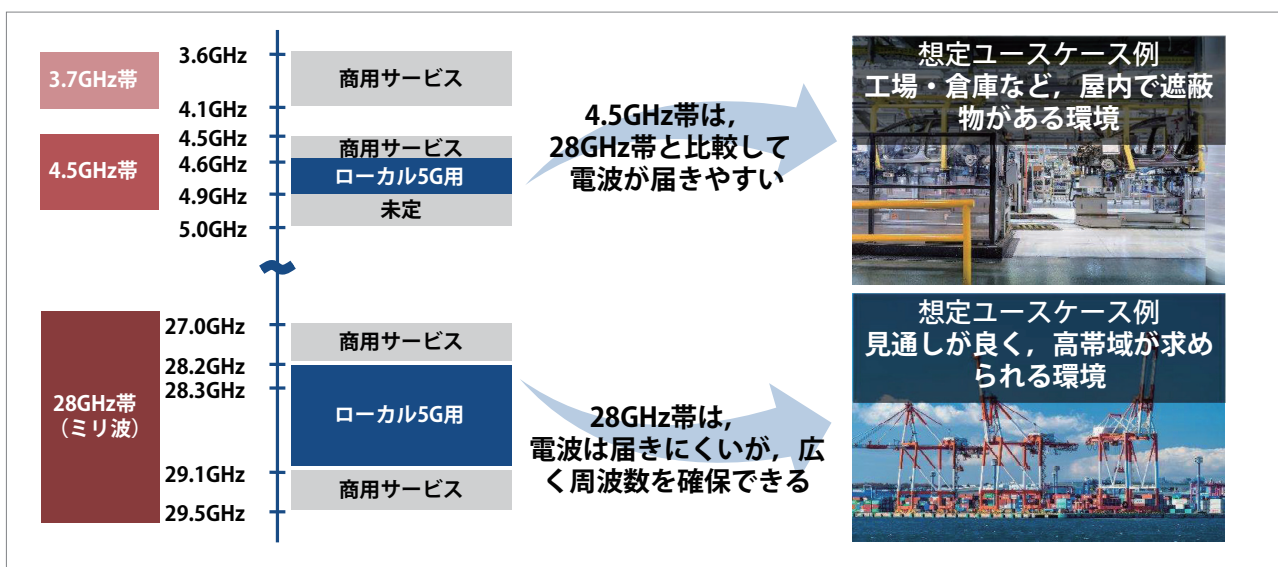 3.7GHz帯
4.5GHz帯
28GHz帯
（ミリ波）
3.6GHz
4.1GHz
4.5GHz
4.6GHz
4.9GHz
5.0GHz
27.0GHz
28.2GHz
28.3GHz
29.1GHz
29.5GHz
商用サービス
商用サービス
ローカル5G用
未定
商用サービス
ローカル5G用
商用サービス
4.5GHz帯は，
28GHz帯と比較して
電波が届きやすい
28GHz帯は，
電波は届きにくいが，広
く周波数を確保できる
想定ユースケース例
工場・倉庫など，屋内で遮蔽
物がある環境
想定ユースケース例
見通しが良く，高帯域が求め
られる環境